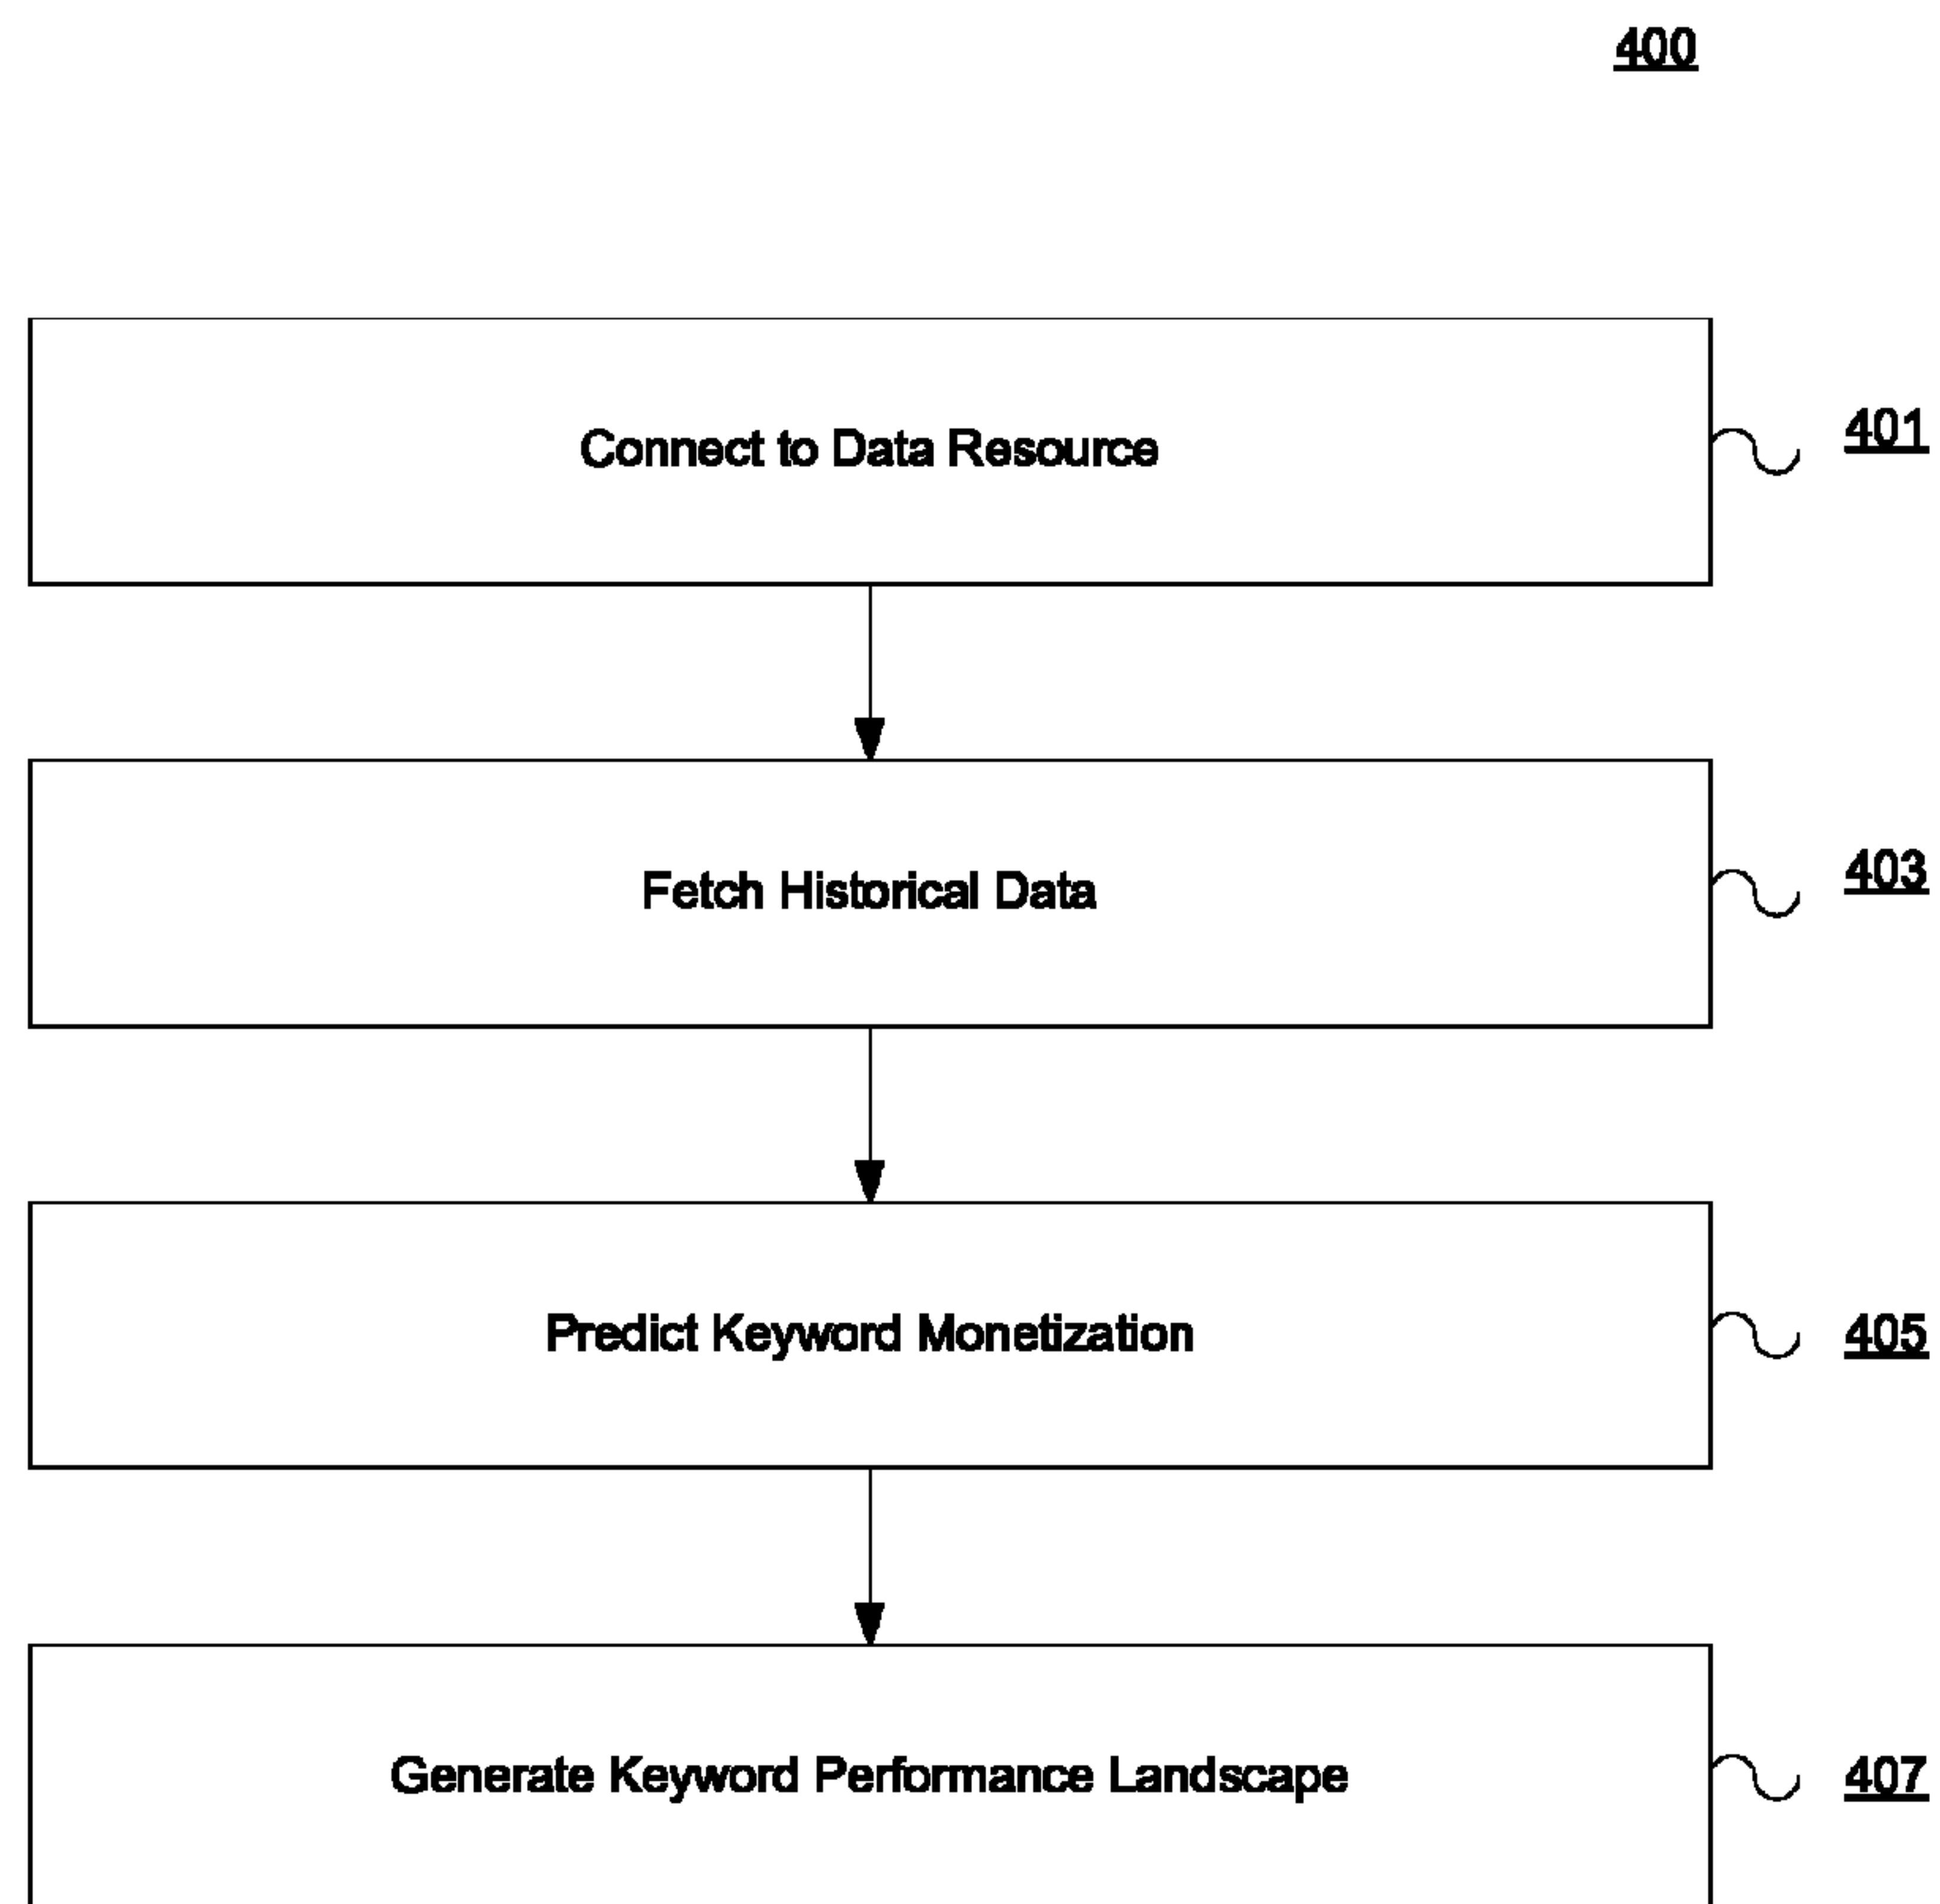 400
Connect to Data Resource
401
Fetch Historical Data
403
Predict Keyword Monetization
405
Generate Keyword Performance Landscape
407